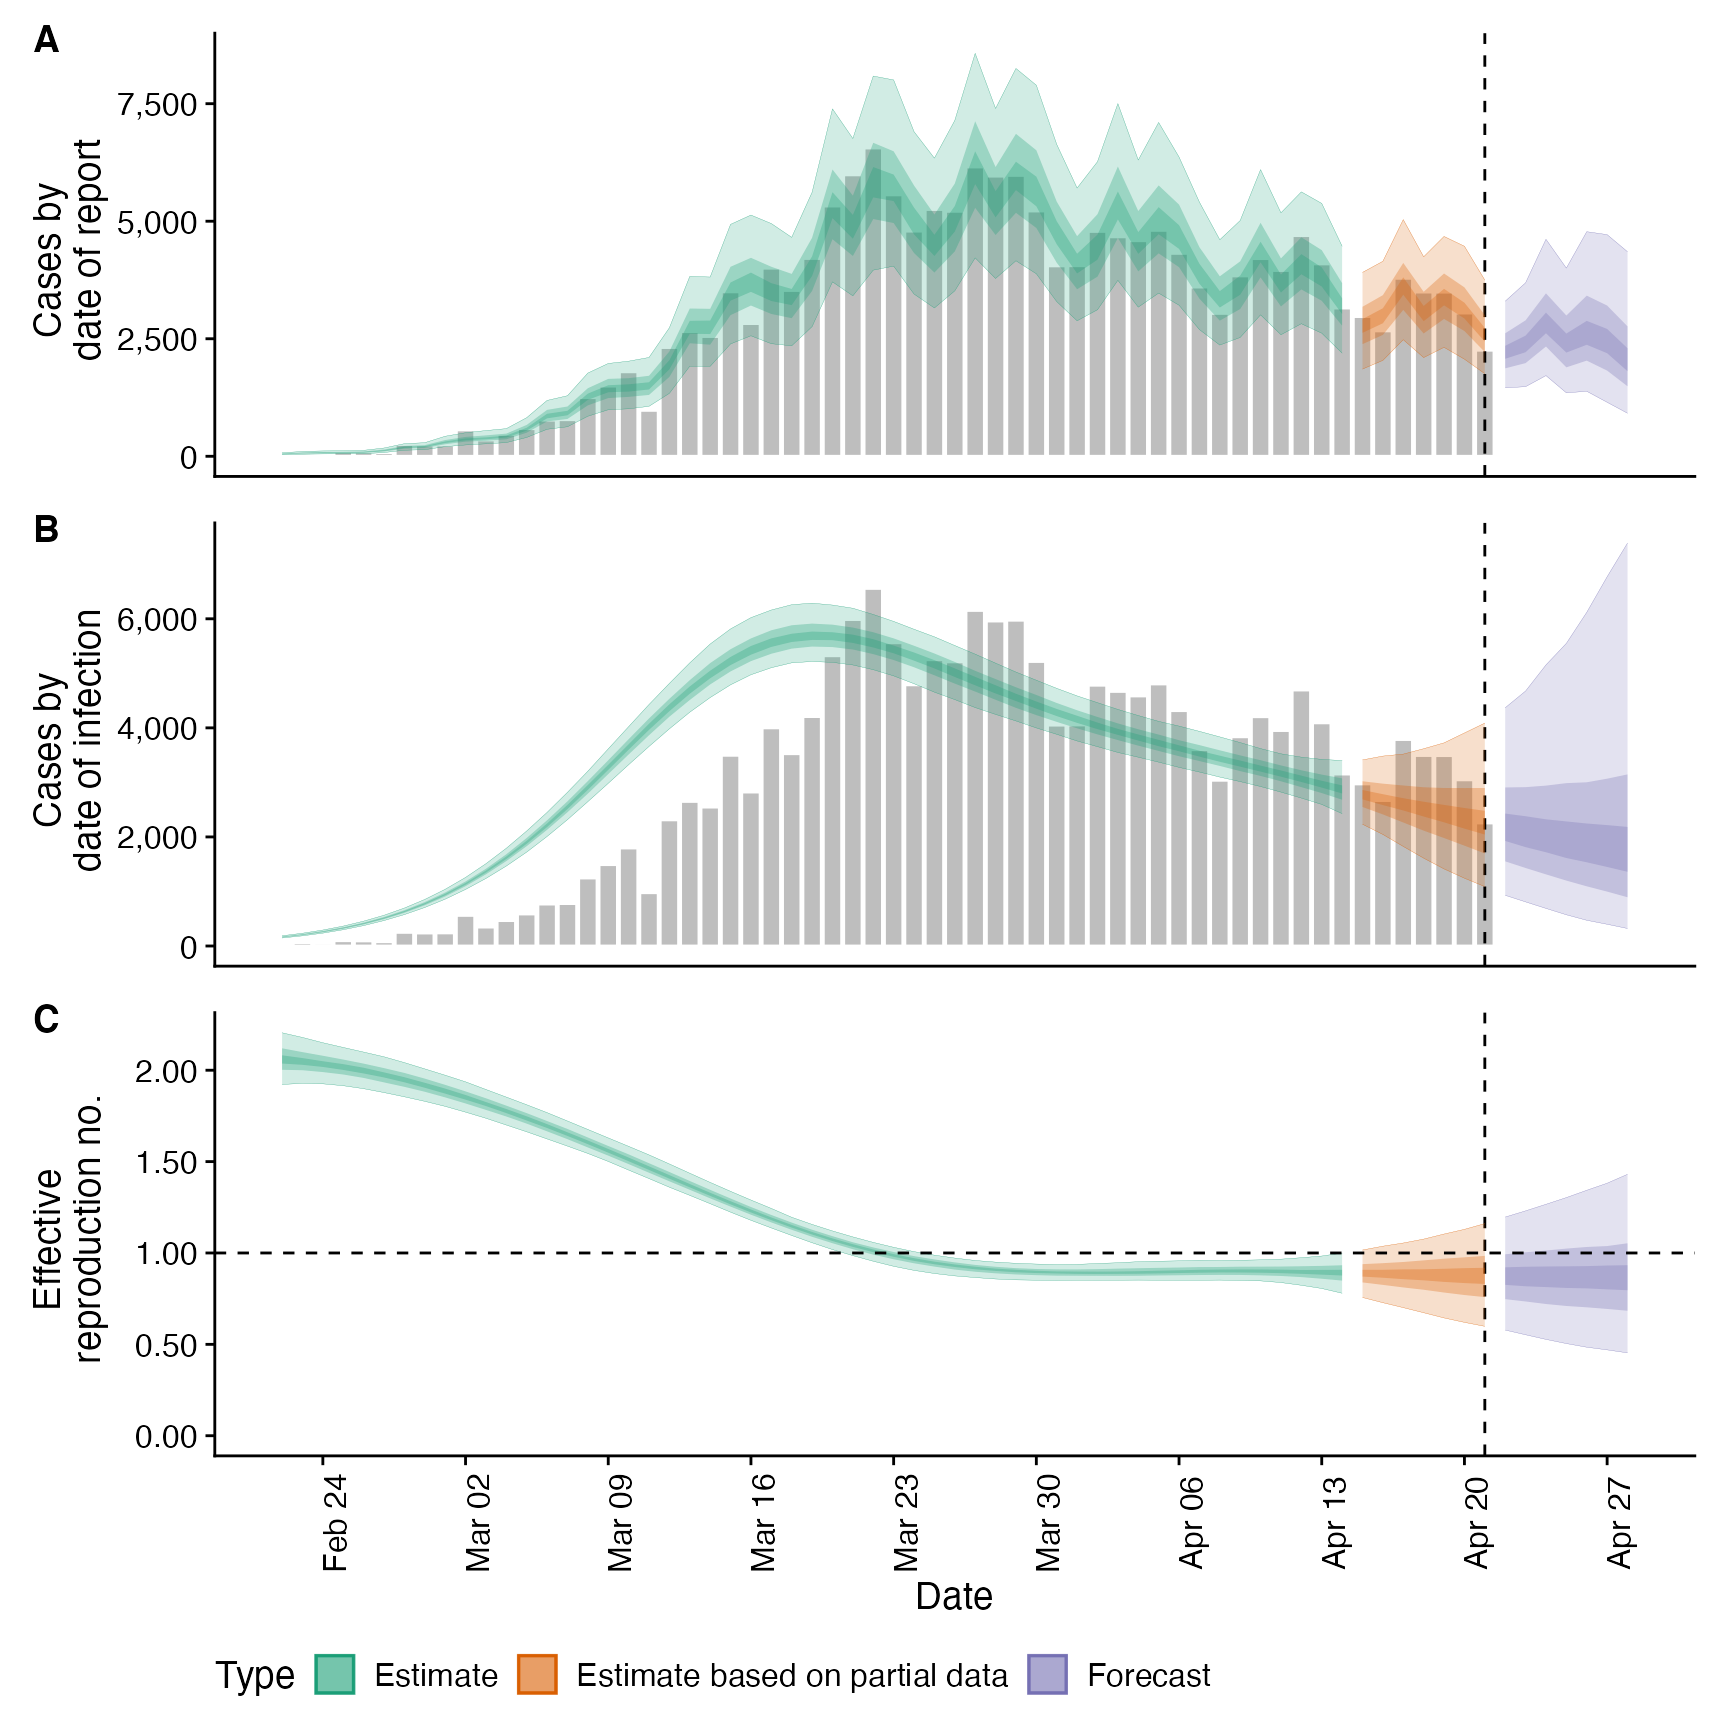 A
Cases by
date of report
7,500
5,000
2,500
0
B
Cases by
date of infection
6,000
4,000
2,000
0
C
Effective
reproduction no.
2.00
1.50
1.00
0.50
0.00
Feb 24
Mar 02
Mar 09
Mar 16
Mar 23
Mar 30
Apr 06
Apr 13
Apr 20
Apr 27
Date
Type
Estimate
Estimate based on partial data
Forecast